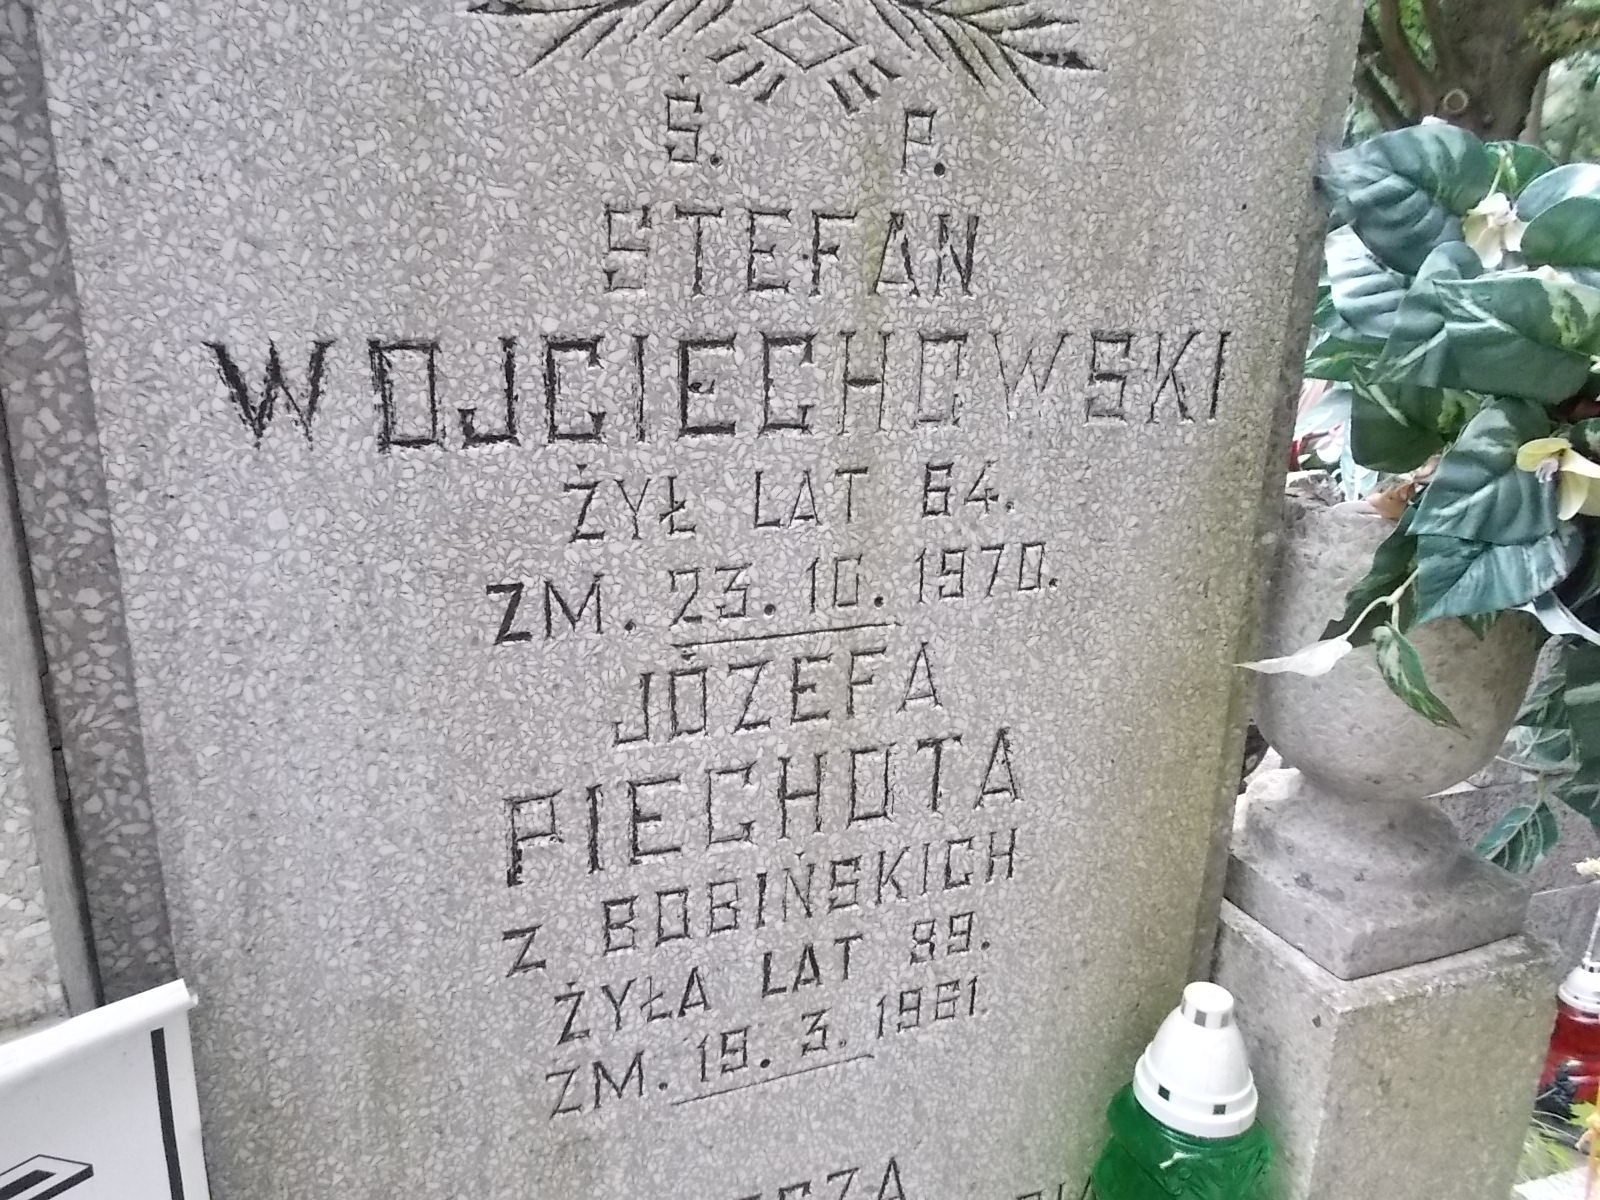 Ś. P.
STEFAN
WOJCIECHOWSKI
ŻYŁ LAT 64.
ZM. 23. 10. 1970.
JÓZEFA
PIECHOTA
Z BOBIŃSKICH
ŻYŁA LAT 89.
ZM. 19. 3. 1981.